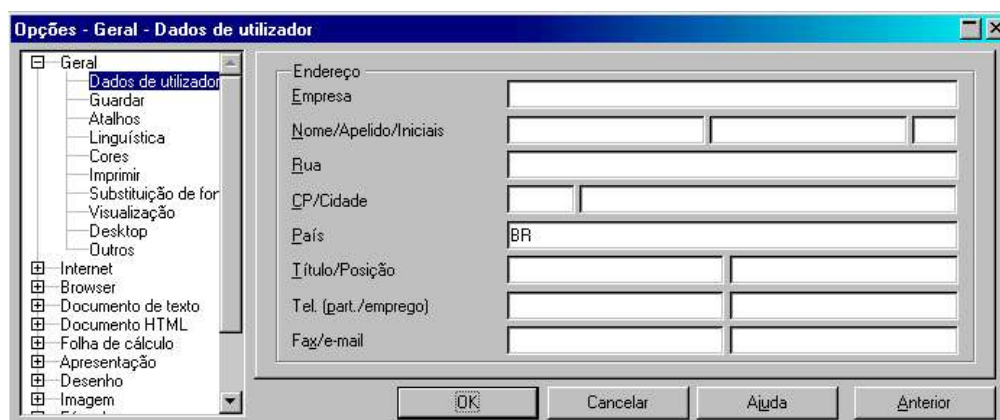 Opções - Geral - Dados de utilizador
Geral
Dados de utilizador
Guardar
Atalhos
Linguística
Cores
Imprimir
Substituição de for
Visualização
Desktop
Outros
Internet
Browser
Documento de texto
Documento HTML
Folha de cálculo
Apresentação
Desenho
Imagem
Endereço
Empresa
Nome/Apelido/Iniciais
Rua
CP/Cidade
País BR
Título/Posição
Tel. (part./emprego)
Fax/e-mail
OK Cancelar Ajuda Anterior